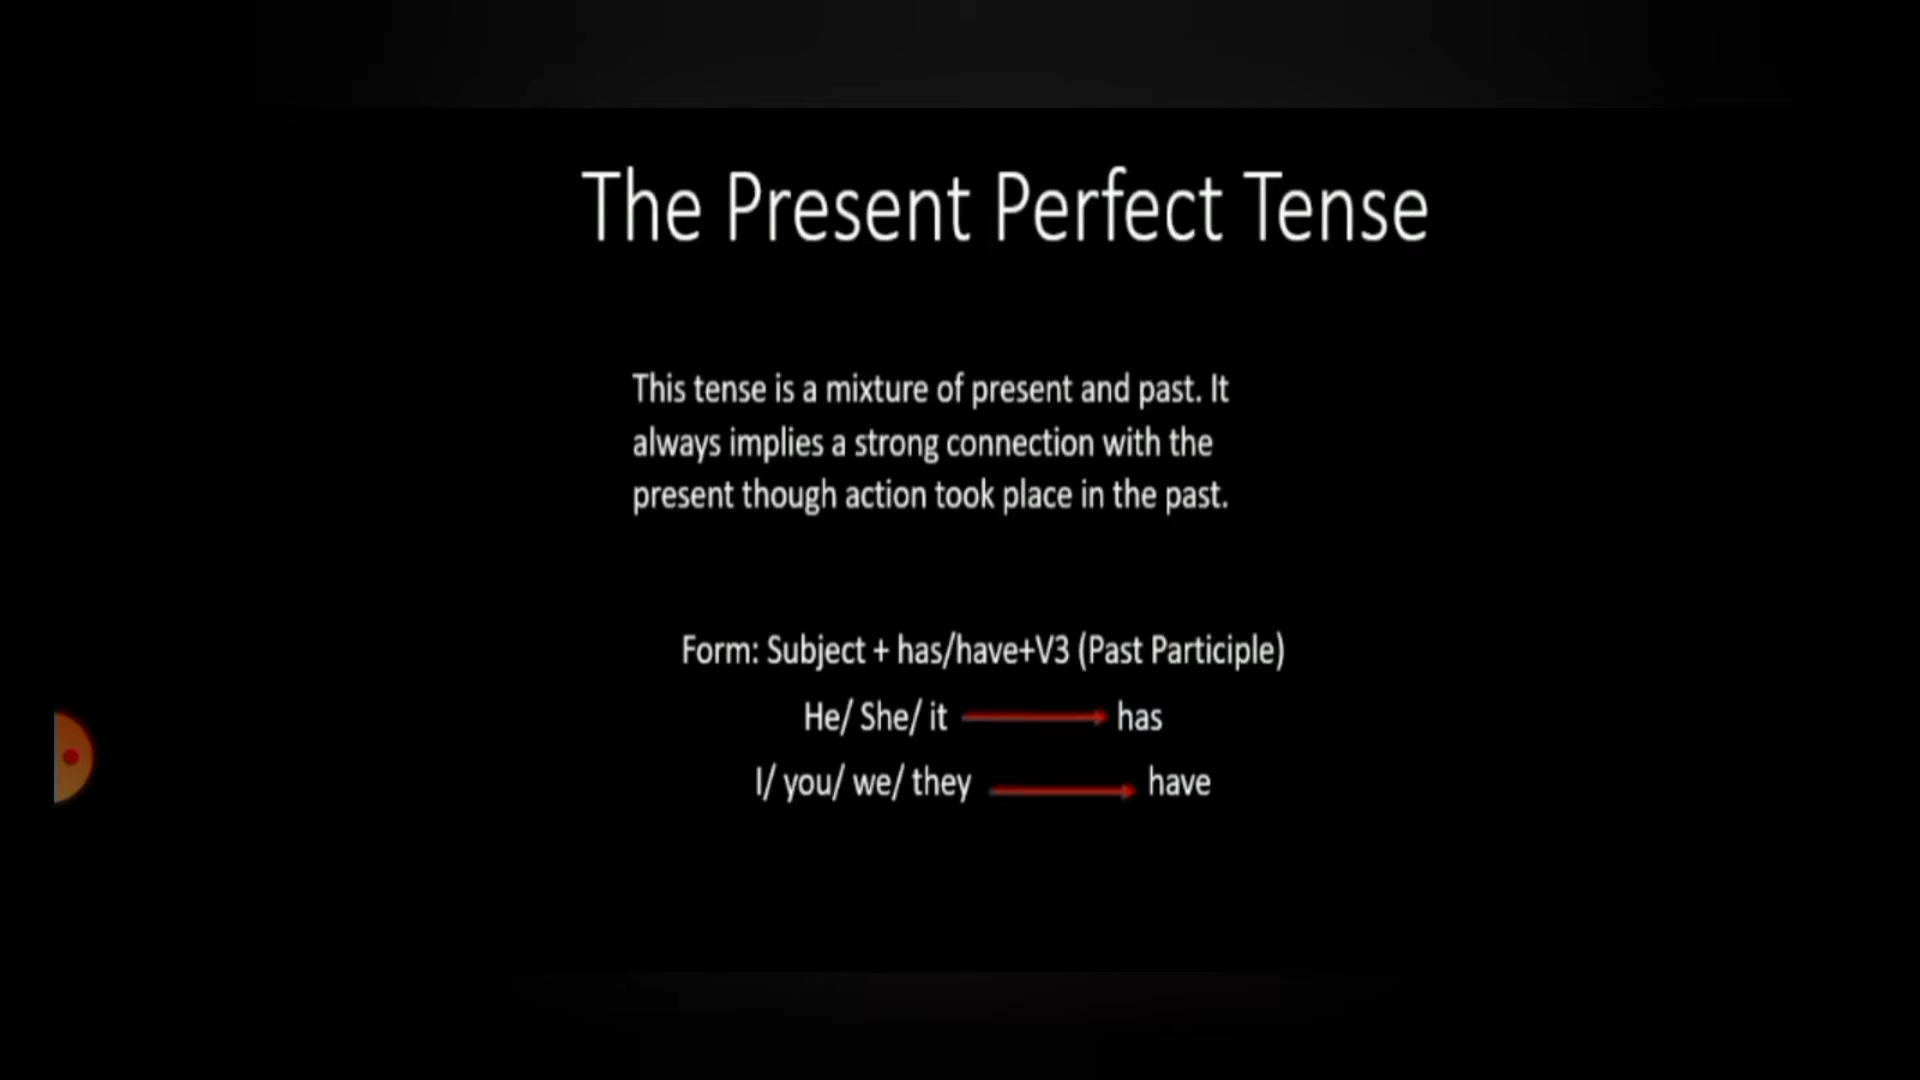 The Present Perfect Tense
This tense is a mixture of present and past. It
always implies a strong connection with the
present though action took place in the past.
Form: Subject + has/have+V3 (Past Participle)
He/ She/ it has
I/ you/ we/ they have